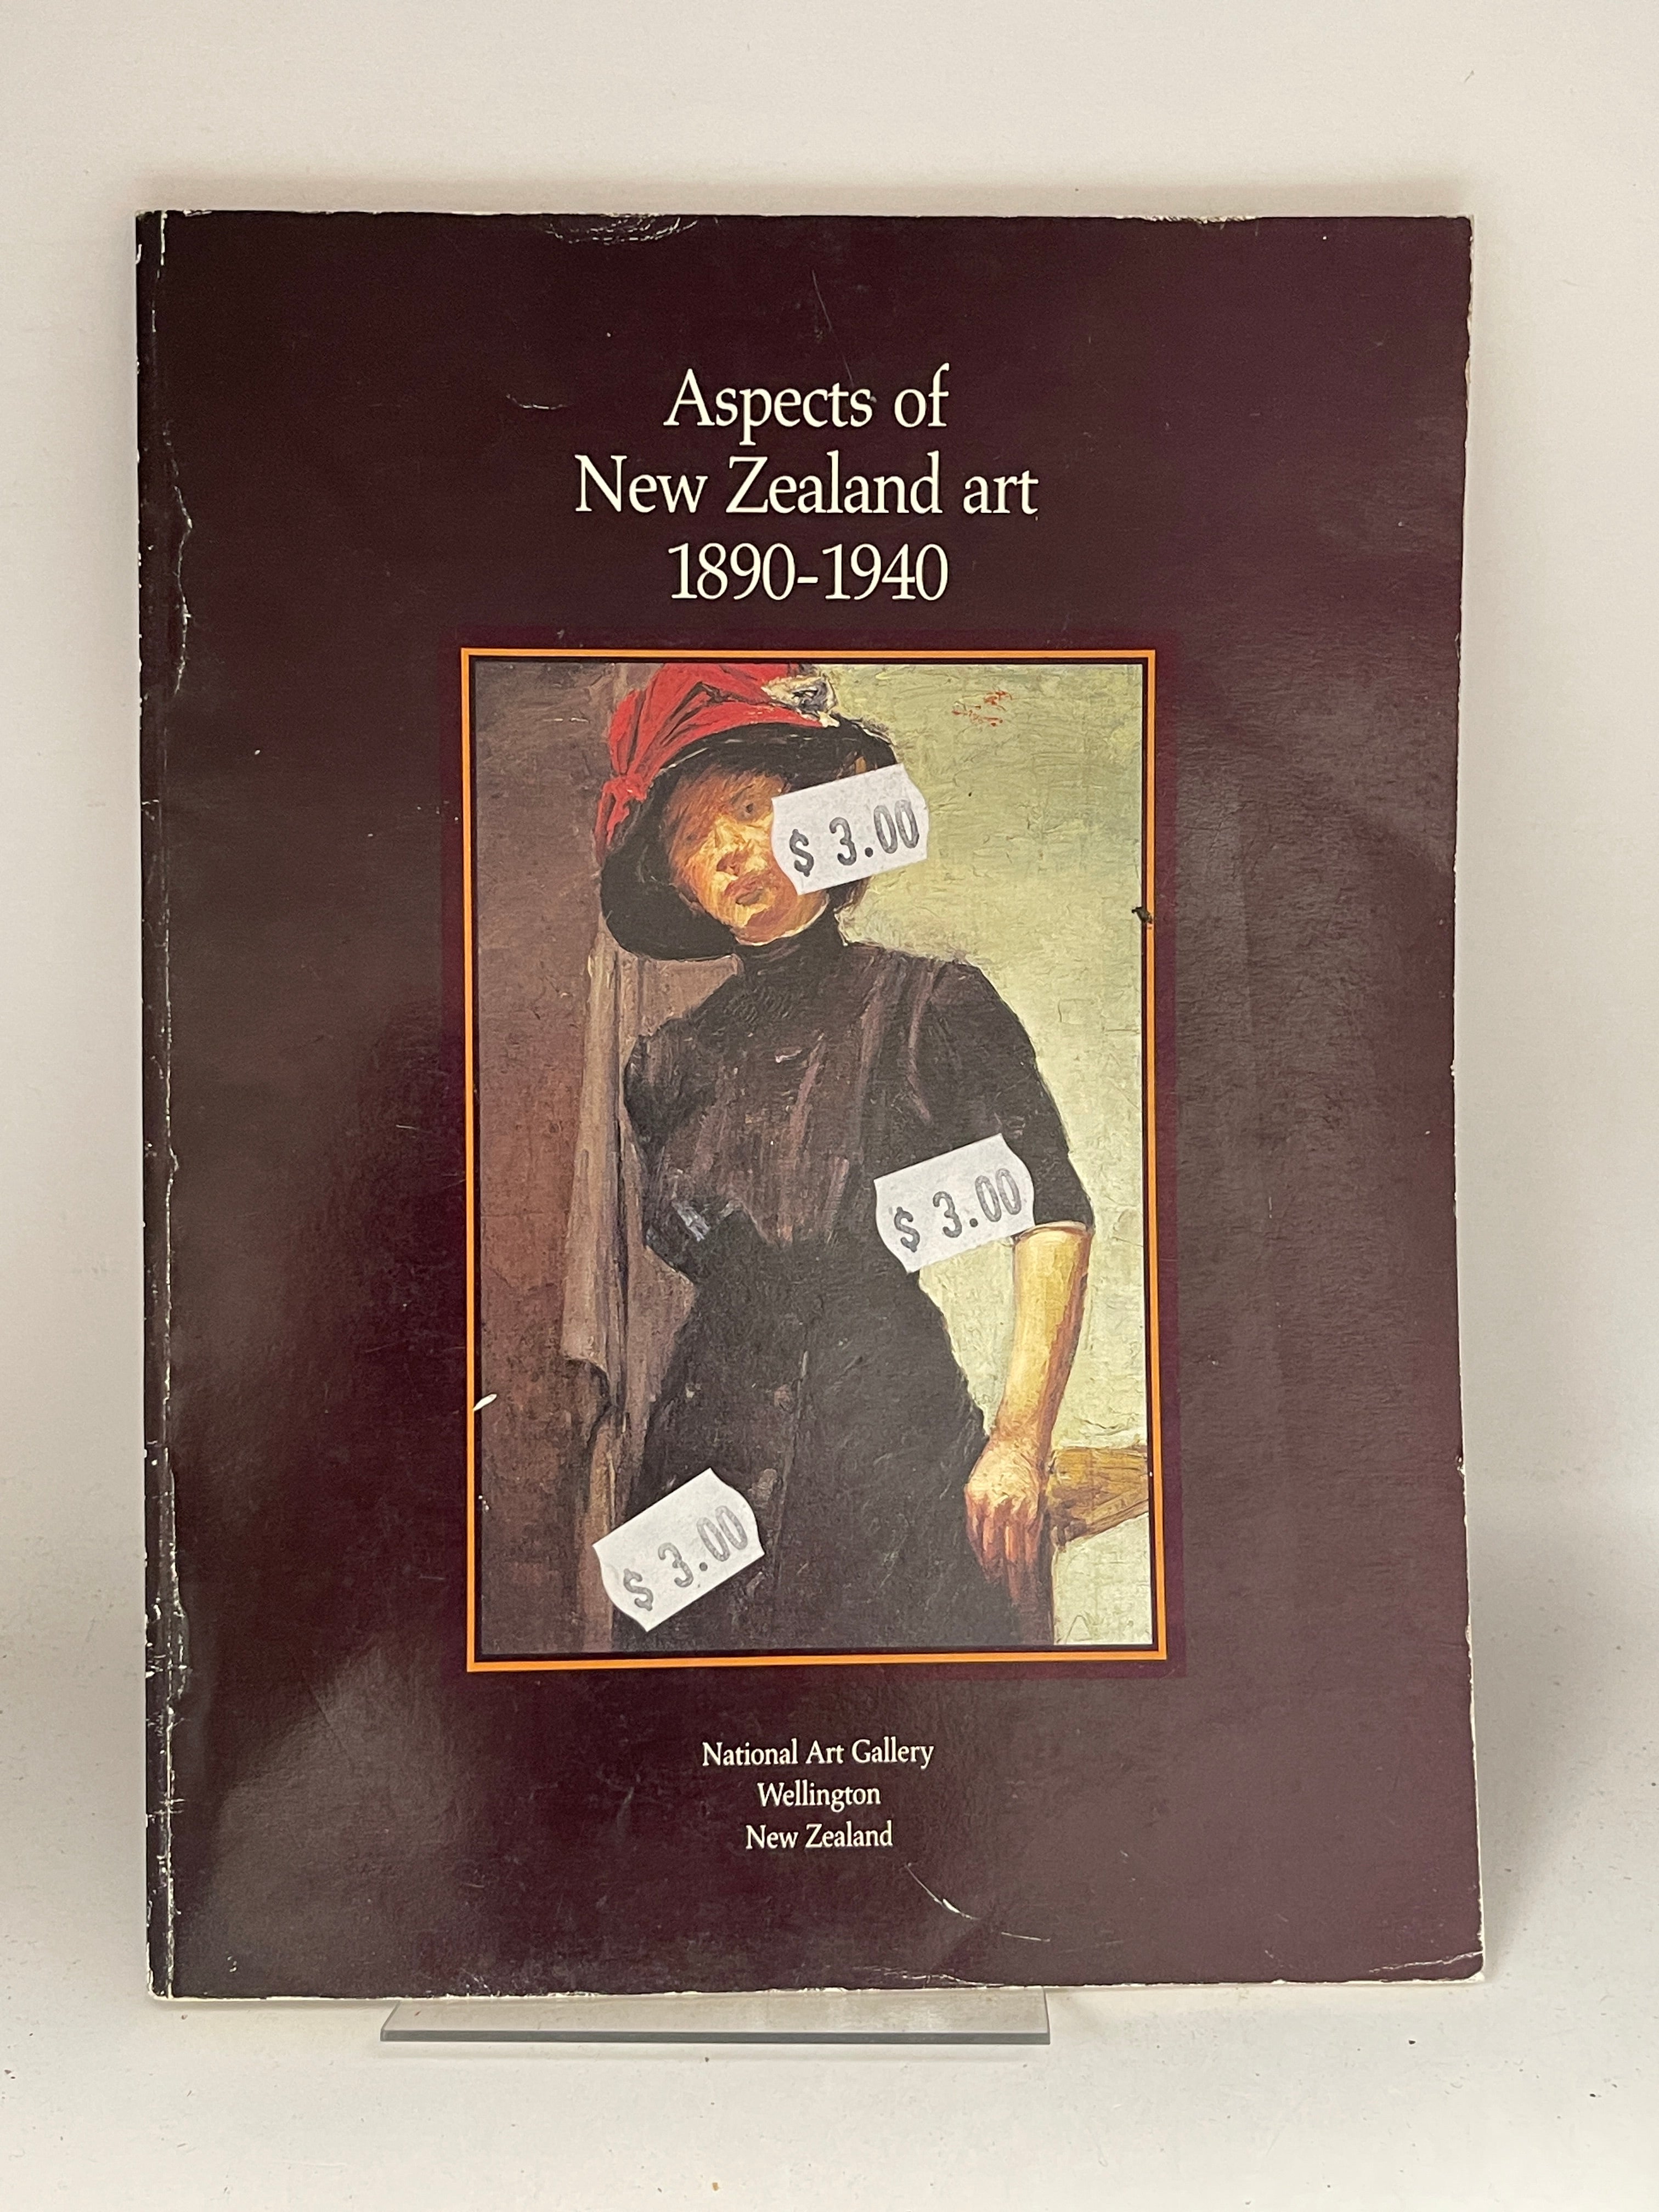 Aspects of
New Zealand art
1890-1940
$ 3.00
$ 3.00
$ 3.00
National Art Gallery
Wellington
New Zealand